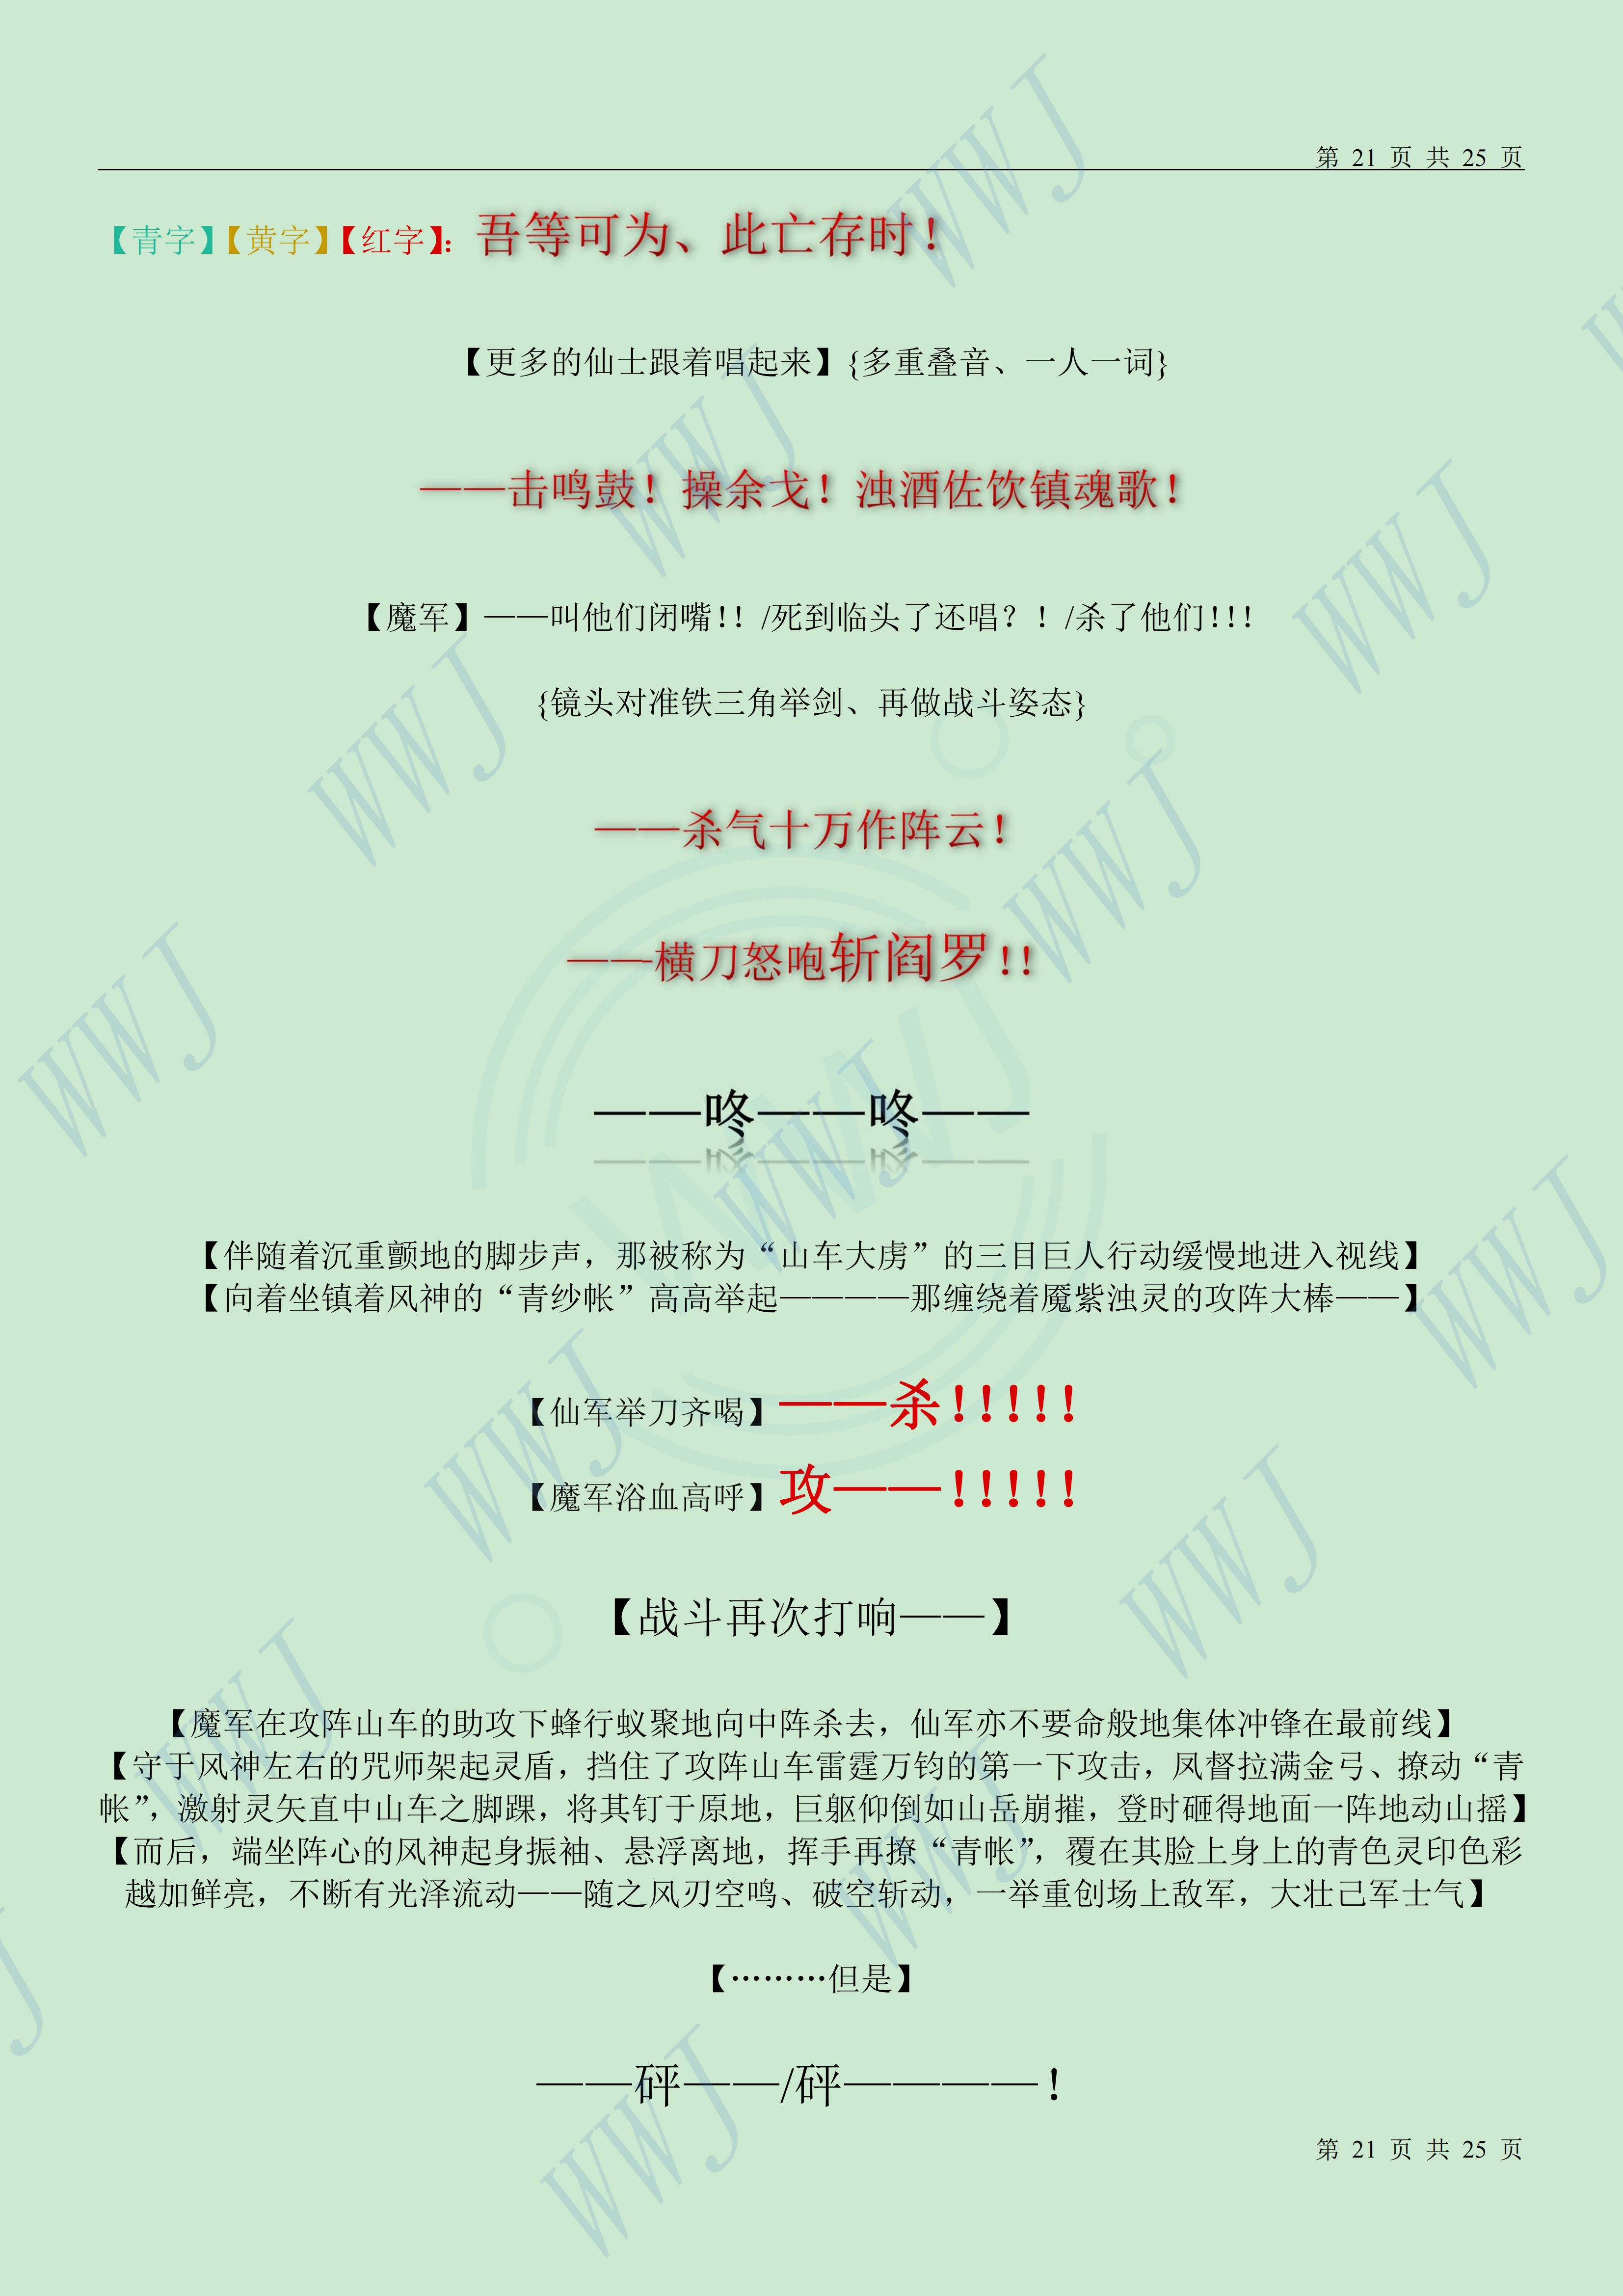 第 21 页 共 25 页
【青字】【黄字】【红字】：吾等可为、此亡存时！
【更多的仙士跟着唱起来】{多重叠音、一人一词}
——击鸣鼓！操余戈！浊酒佐饮镇魂歌！
【魔军】——叫他们闭嘴！！/死到临头了还唱？！/杀了他们！！！
{镜头对准铁三角举剑、再做战斗姿态}
——杀气十万作阵云！
——横刀怒咆斩阎罗！！
——咚——咚——
【伴随着沉重颤地的脚步声，那被称为“山车大虏”的三目巨人行动缓慢地进入视线】
【向着坐镇着风神的“青纱帐”高高举起————那缠绕着魇紫浊灵的攻阵大棒——】
【仙军举刀齐喝】——杀！！！！！
【魔军浴血高呼】攻——！！！！！
【战斗再次打响——】
【魔军在攻阵山车的助攻下蜂行蚁聚地向中阵杀去，仙军亦不要命般地集体冲锋在最前线】
【守于风神左右的咒师架起灵盾，挡住了攻阵山车雷霆万钧的第一下攻击，凤督拉满金弓、撩动“青
帐”，激射灵矢直中山车之脚踝，将其钉于原地，巨躯仰倒如山岳崩摧，登时砸得地面一阵地动山摇】
【而后，端坐阵心的风神起身振袖、悬浮离地，挥手再撩“青帐”，覆在其脸上身上的青色灵印色彩
越加鲜亮，不断有光泽流动——随之风刃空鸣、破空斩动，一举重创场上敌军，大壮己军士气】
【………但是】
——砰——/砰————！
第 21 页 共 25 页
WWJ